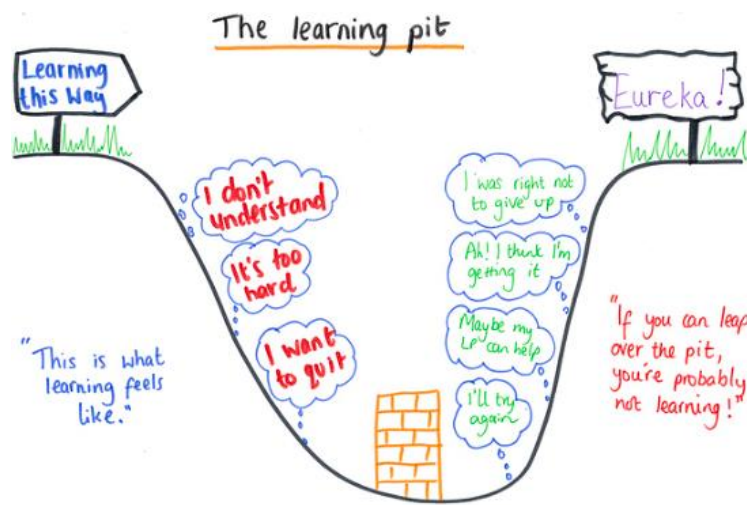 The learning pit
Learning
this Way
Eureka!
I don't
understand
It's too
hard
I want
to quit
I was right not
to give up
Ah! I think I'm
getting it
Maybe my
LP can help
I'll try
again
"This is what
learning feels
like."
"If you can leap
over the pit,
you're probably
not learning!"